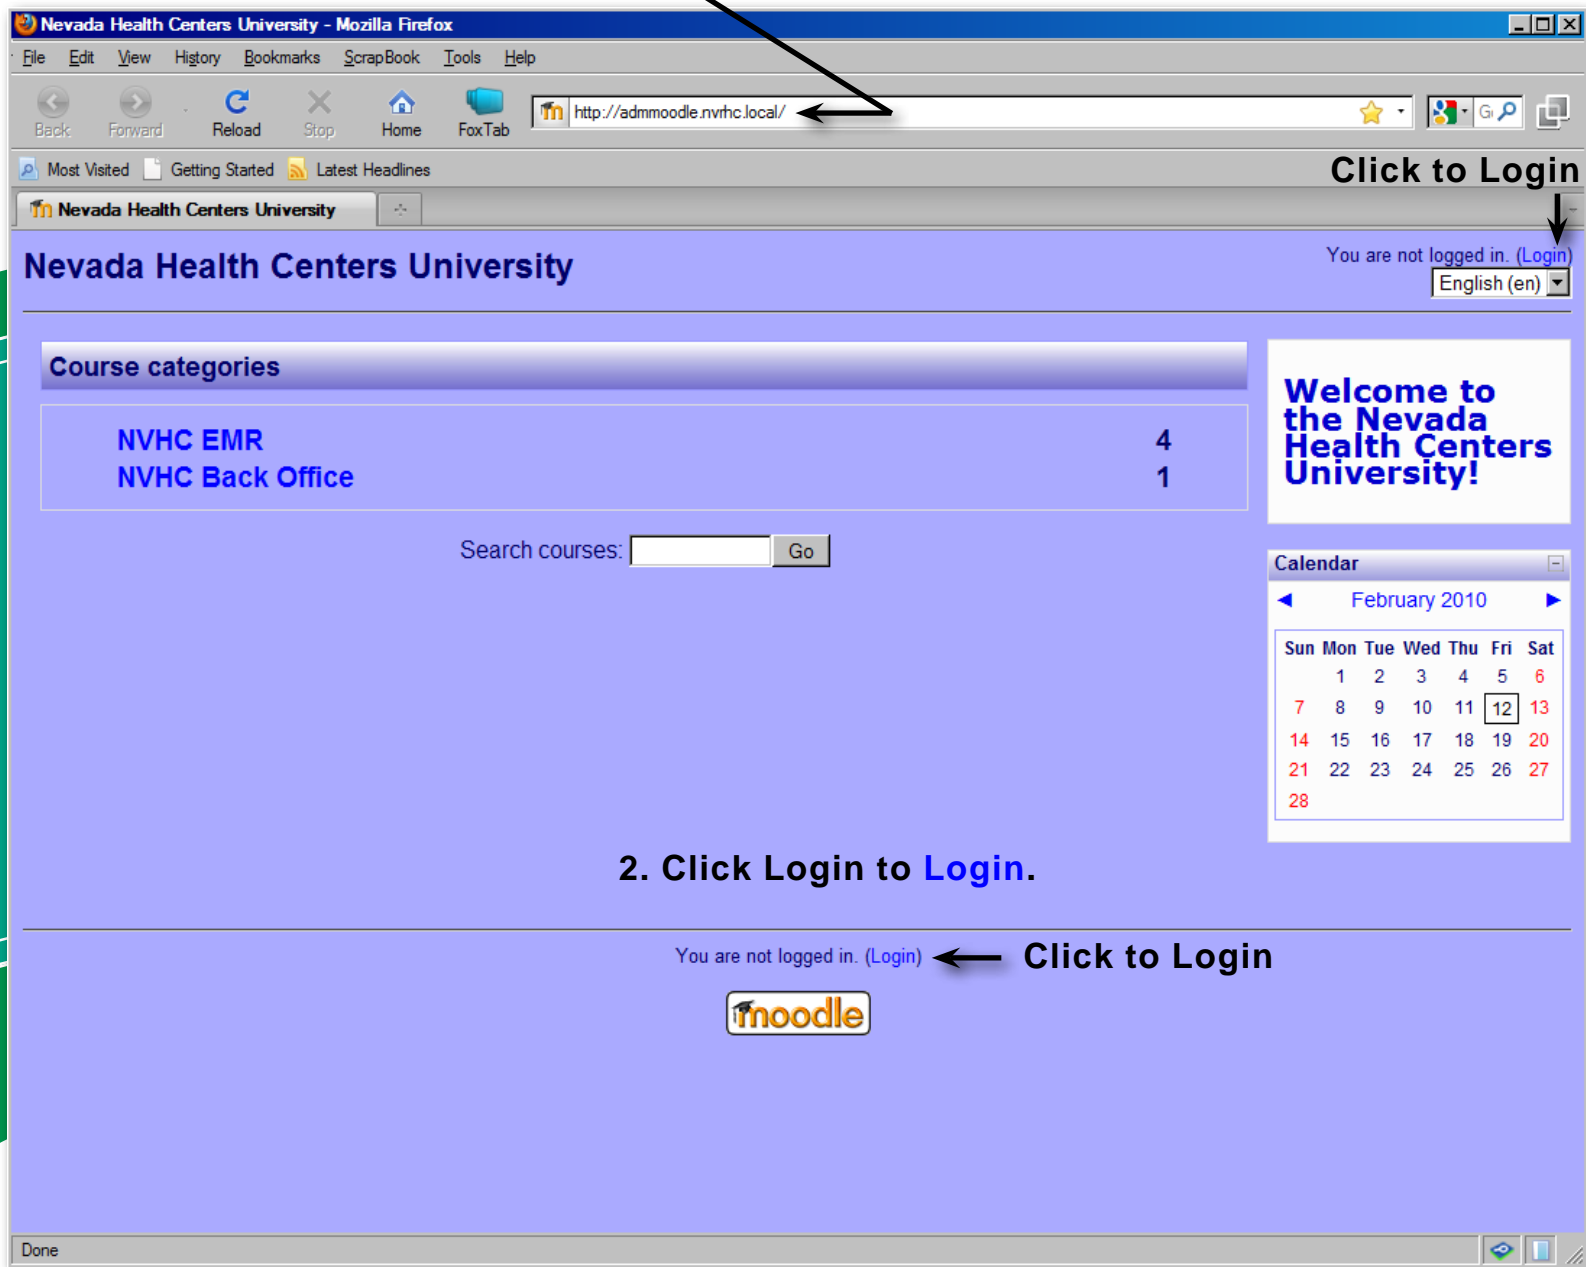 Nevada Health Centers University - Mozilla Firefox
File Edit View History Bookmarks ScrapBook Tools Help
Back Forward Reload Stop Home FoxTab
http://admmoodle.nvrhc.local/
Most Visited Getting Started Latest Headlines
Click to Login
Nevada Health Centers University
Nevada Health Centers University
You are not logged in. (Login)
English (en)
Course categories
NVHC EMR 4
NVHC Back Office 1
Search courses: Go
Welcome to
the Nevada
Health Centers
University!
Calendar
February 2010
Sun Mon Tue Wed Thu Fri Sat
1 2 3 4 5 6
7 8 9 10 11 12 13
14 15 16 17 18 19 20
21 22 23 24 25 26 27
28
2. Click Login to Login.
You are not logged in. (Login)
Click to Login
moodle
Done